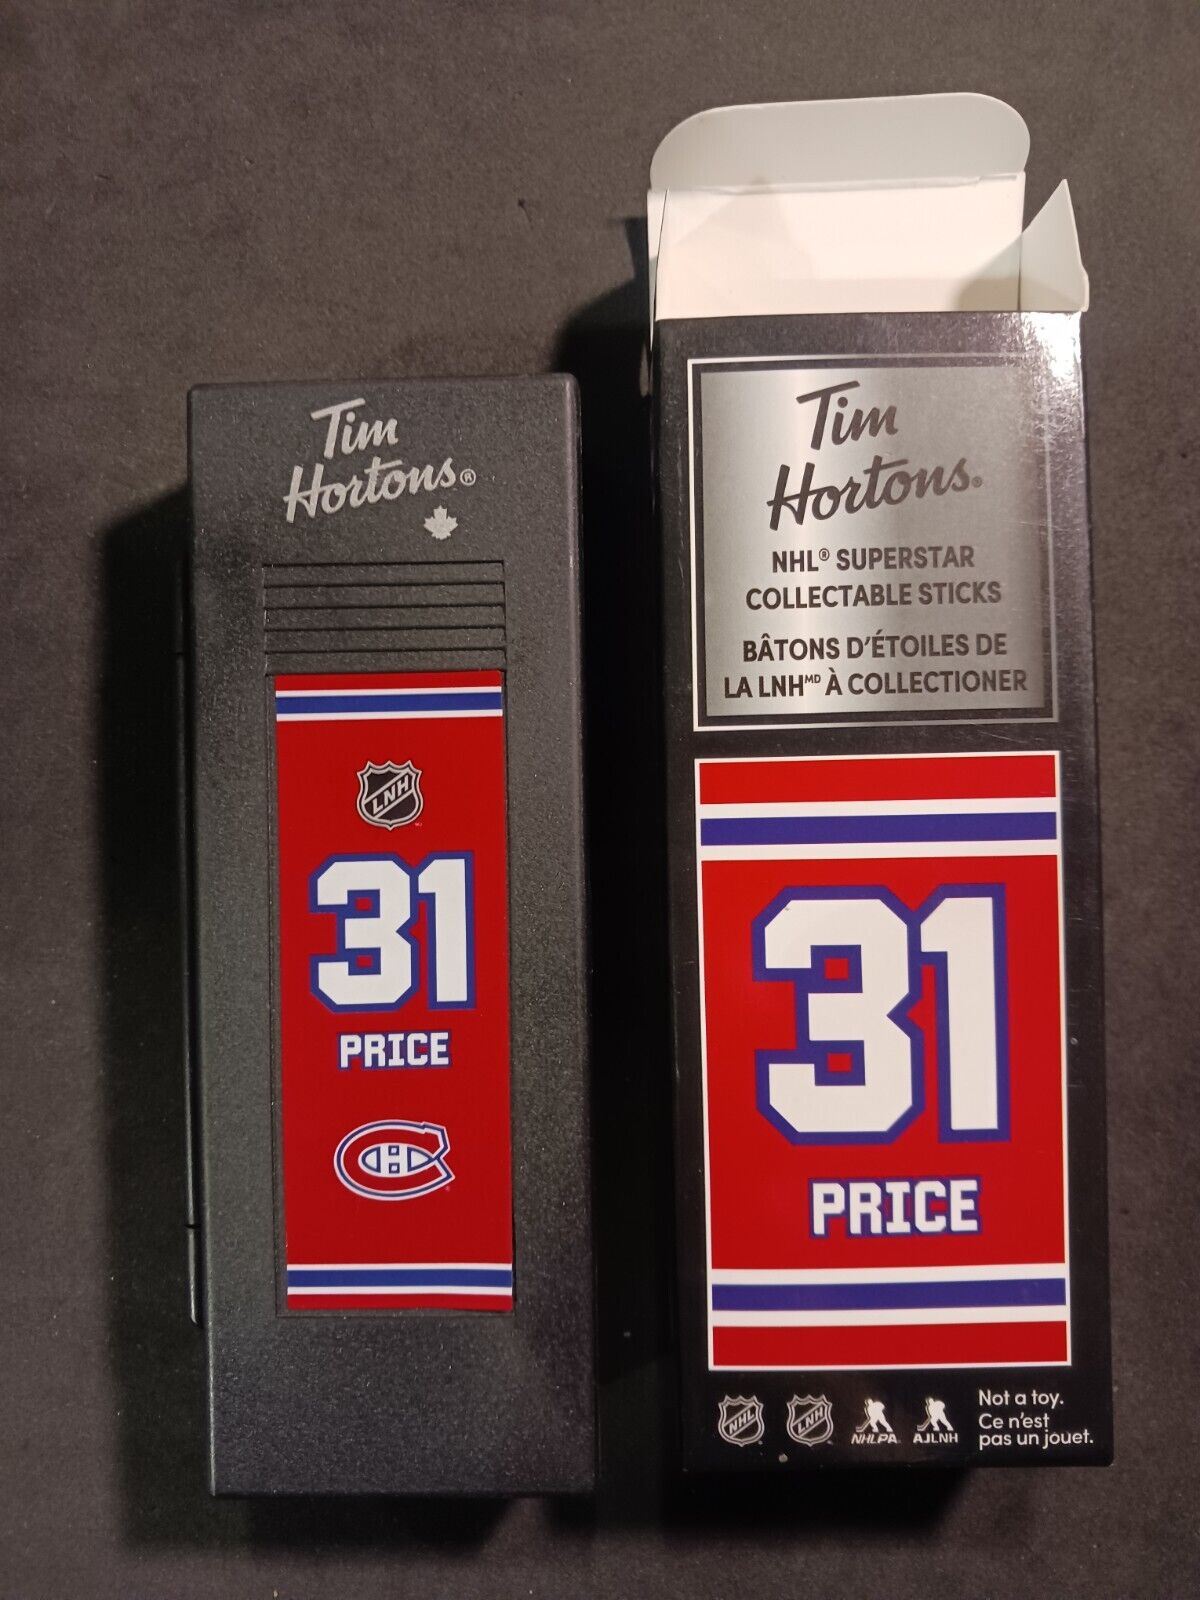 Tim
Hortons®
LNH
31
PRICE
CH
Tim
Hortons®
NHL® SUPERSTAR
COLLECTABLE STICKS
BÂTONS D'ÉTOILES DE
LA LNHᴹᴰ À COLLECTIONER
31
PRICE
NHL
LNH
NHLPA
AJLNH
Not a toy.
Ce n'est
pas un jouet.